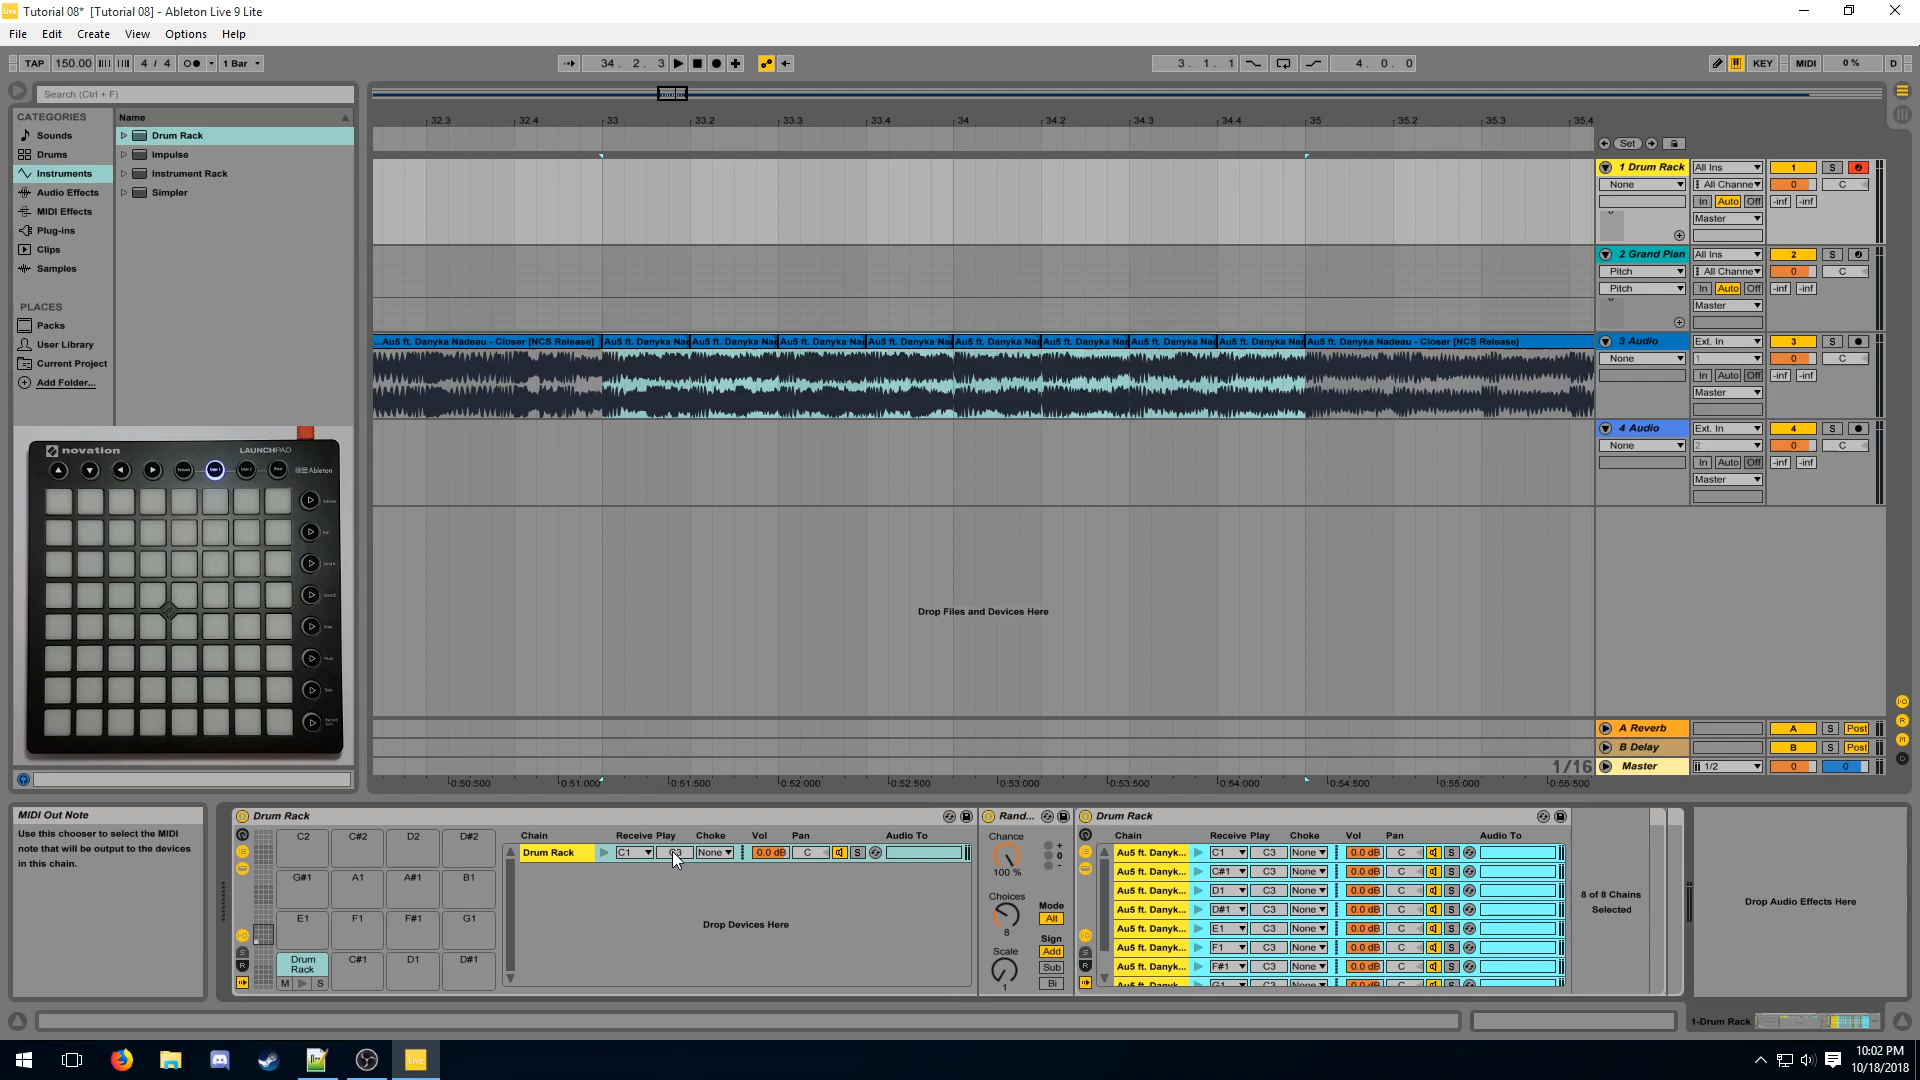 Tutorial 08* [Tutorial 08] - Ableton Live 9 Lite
File Edit Create View Options Help
TAP 150.00 4 / 4 1 Bar 34. 2. 3 3. 1. 1 4. 0. 0 KEY MIDI 0 % D
Search (Ctrl + F)
CATEGORIES
Sounds
Drums
Instruments
Audio Effects
MIDI Effects
Plug-ins
Clips
Samples
PLACES
Packs
User Library
Current Project
Add Folder...
Name
Drum Rack
Impulse
Instrument Rack
Simpler
novation LAUNCHPAD
Ableton
32.3 32.4 33 33.2 33.3 33.4 34 34.2 34.3 34.4 35 35.2 35.3 35.4
Set
1 Drum Rack All Ins 1 S
None All Channe 0 C
In Auto Off -inf -inf
Master
2 Grand Pian All Ins 2 S
Pitch All Channe 0 C
Pitch In Auto Off -inf -inf
Master
...Au5 ft. Danyka Nadeau - Closer [NCS Release] Au5 ft. Danyka Nad Au5 ft. Danyka Nad Au5 ft. Danyka Nad Au5 ft. Danyka Nad Au5 ft. Danyka Nad Au5 ft. Danyka Nad Au5 ft. Danyka Nad Au5 ft. Danyka Nad Au5 ft. Danyka Nadeau - Closer [NCS Release]
3 Audio Ext. In 3 S
None 1 0 C
In Auto Off -inf -inf
Master
4 Audio Ext. In 4 S
None 2 0 C
In Auto Off -inf -inf
Master
Drop Files and Devices Here
A Reverb A S Post
B Delay B S Post
1/16 Master 1/2 0 0
0:50:500 0:51:000 0:51:500 0:52:000 0:52:500 0:53:000 0:53:500 0:54:000 0:54:500 0:55:000 0:55:500
MIDI Out Note
Use this chooser to select the MIDI
note that will be output to the devices
in this chain.
Drum Rack
C2 C#2 D2 D#2
G#1 A1 A#1 B1
E1 F1 F#1 G1
Drum
Rack C#1 D1 D#1
M S
Chain Receive Play Choke Vol Pan Audio To
Drum Rack C1 C3 None 0.0 dB C S
Drop Devices Here
Rand...
Chance
100 %
Choices
8
Scale
1
+
0
-
Mode
Alt
Sign
Add
Sub
Bi
Drum Rack
Chain Receive Play Choke Vol Pan Audio To
Au5 ft. Danyk... C1 C3 None 0.0 dB C S
Au5 ft. Danyk... C#1 C3 None 0.0 dB C S
Au5 ft. Danyk... D1 C3 None 0.0 dB C S
Au5 ft. Danyk... D#1 C3 None 0.0 dB C S
Au5 ft. Danyk... E1 C3 None 0.0 dB C S
Au5 ft. Danyk... F1 C3 None 0.0 dB C S
Au5 ft. Danyk... F#1 C3 None 0.0 dB C S
Au5 ft. Danyk... G1 C3 None 0.0 dB C S
8 of 8 Chains
Selected
Drop Audio Effects Here
1-Drum Rack
10:02 PM
10/18/2018